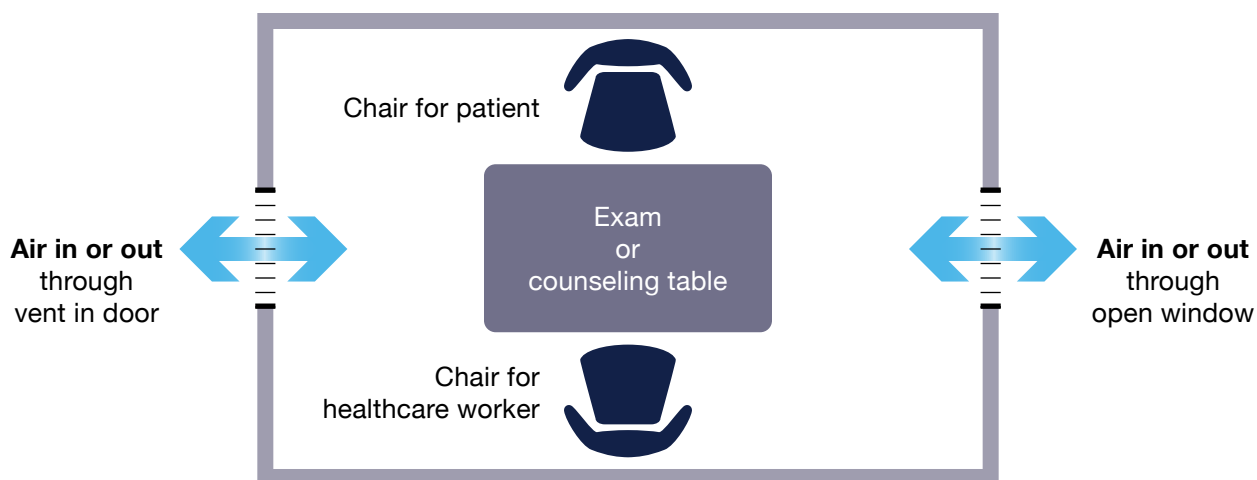 Chair for patient
Exam
or
counseling table
Air in or out
through
vent in door
Air in or out
through
open window
Chair for
healthcare worker